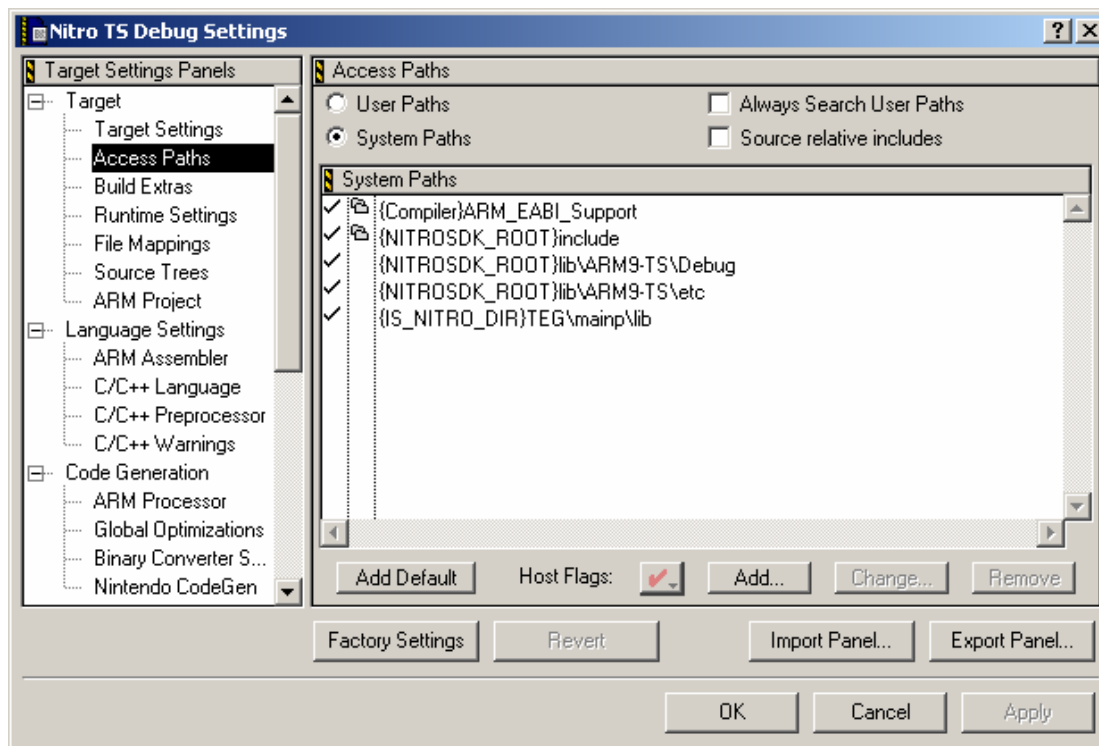 Nitro TS Debug Settings
Target Settings Panels
Target
Target Settings
Access Paths
Build Extras
Runtime Settings
File Mappings
Source Trees
ARM Project
Language Settings
ARM Assembler
C/C++ Language
C/C++ Preprocessor
C/C++ Warnings
Code Generation
ARM Processor
Global Optimizations
Binary Converter S...
Nintendo CodeGen
Access Paths
User Paths
Always Search User Paths
System Paths
Source relative includes
System Paths
{Compiler}ARM_EABI_Support
{NITROSDK_ROOT}include
{NITROSDK_ROOT}lib\ARM9-TS\Debug
{NITROSDK_ROOT}lib\ARM9-TS\etc
{IS_NITRO_DIR}TEG\mainp\lib
Add Default Host Flags: Add... Change... Remove
Factory Settings Revert Import Panel... Export Panel...
OK Cancel Apply